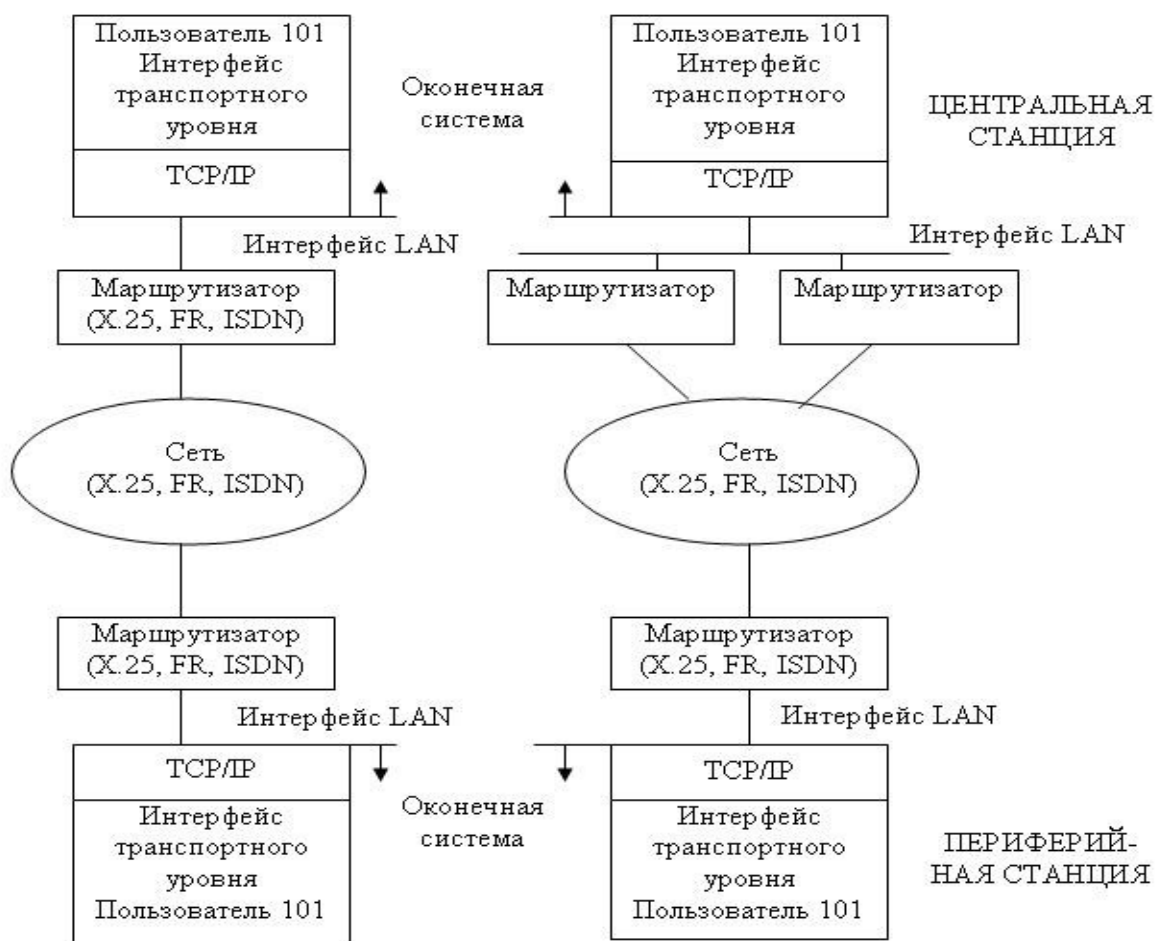 Пользователь 101
Интерфейс
транспортного
уровня
TCP/IP
Оконечная
система
Пользователь 101
Интерфейс
транспортного
уровня
TCP/IP
ЦЕНТРАЛЬНАЯ
СТАНЦИЯ
Интерфейс LAN
Интерфейс LAN
Маршрутизатор
(X.25, FR, ISDN)
Маршрутизатор
Маршрутизатор
Сеть
(X.25, FR, ISDN)
Сеть
(X.25, FR, ISDN)
Маршрутизатор
(X.25, FR, ISDN)
Маршрутизатор
(X.25, FR, ISDN)
Интерфейс LAN
Интерфейс LAN
TCP/IP
Интерфейс
транспортного
уровня
Пользователь 101
Оконечная
система
TCP/IP
Интерфейс
транспортного
уровня
Пользователь 101
ПЕРИФЕРИЙ-
НАЯ СТАНЦИЯ